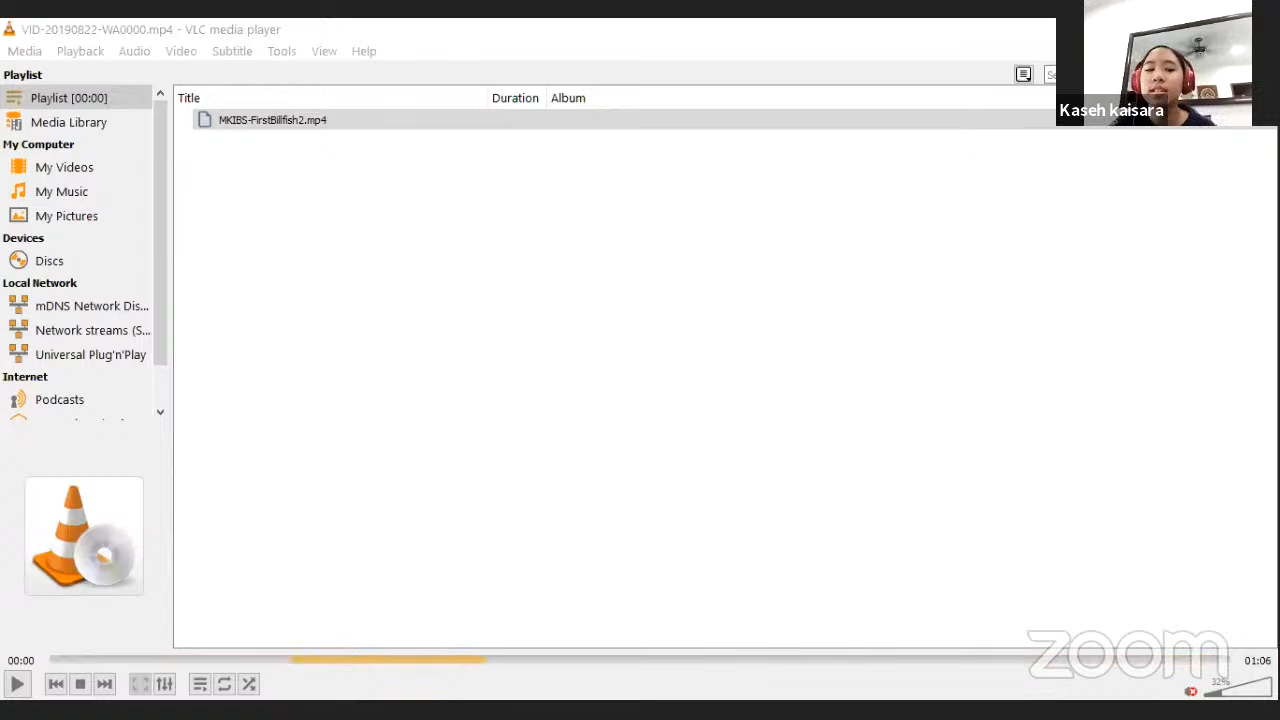 VID-20190822-WA0000.mp4 - VLC media player
Media Playback Audio Video Subtitle Tools View Help
Playlist
Playlist [00:00]
Media Library
My Computer
My Videos
My Music
My Pictures
Devices
Discs
Local Network
mDNS Network Dis...
Network streams (S...
Universal Plug'n'Play
Internet
Podcasts
Title Duration Album
MKIBS-FirstBillfish2.mp4
Se
Kaseh kaisara
00:00
01:06
32%
zoom